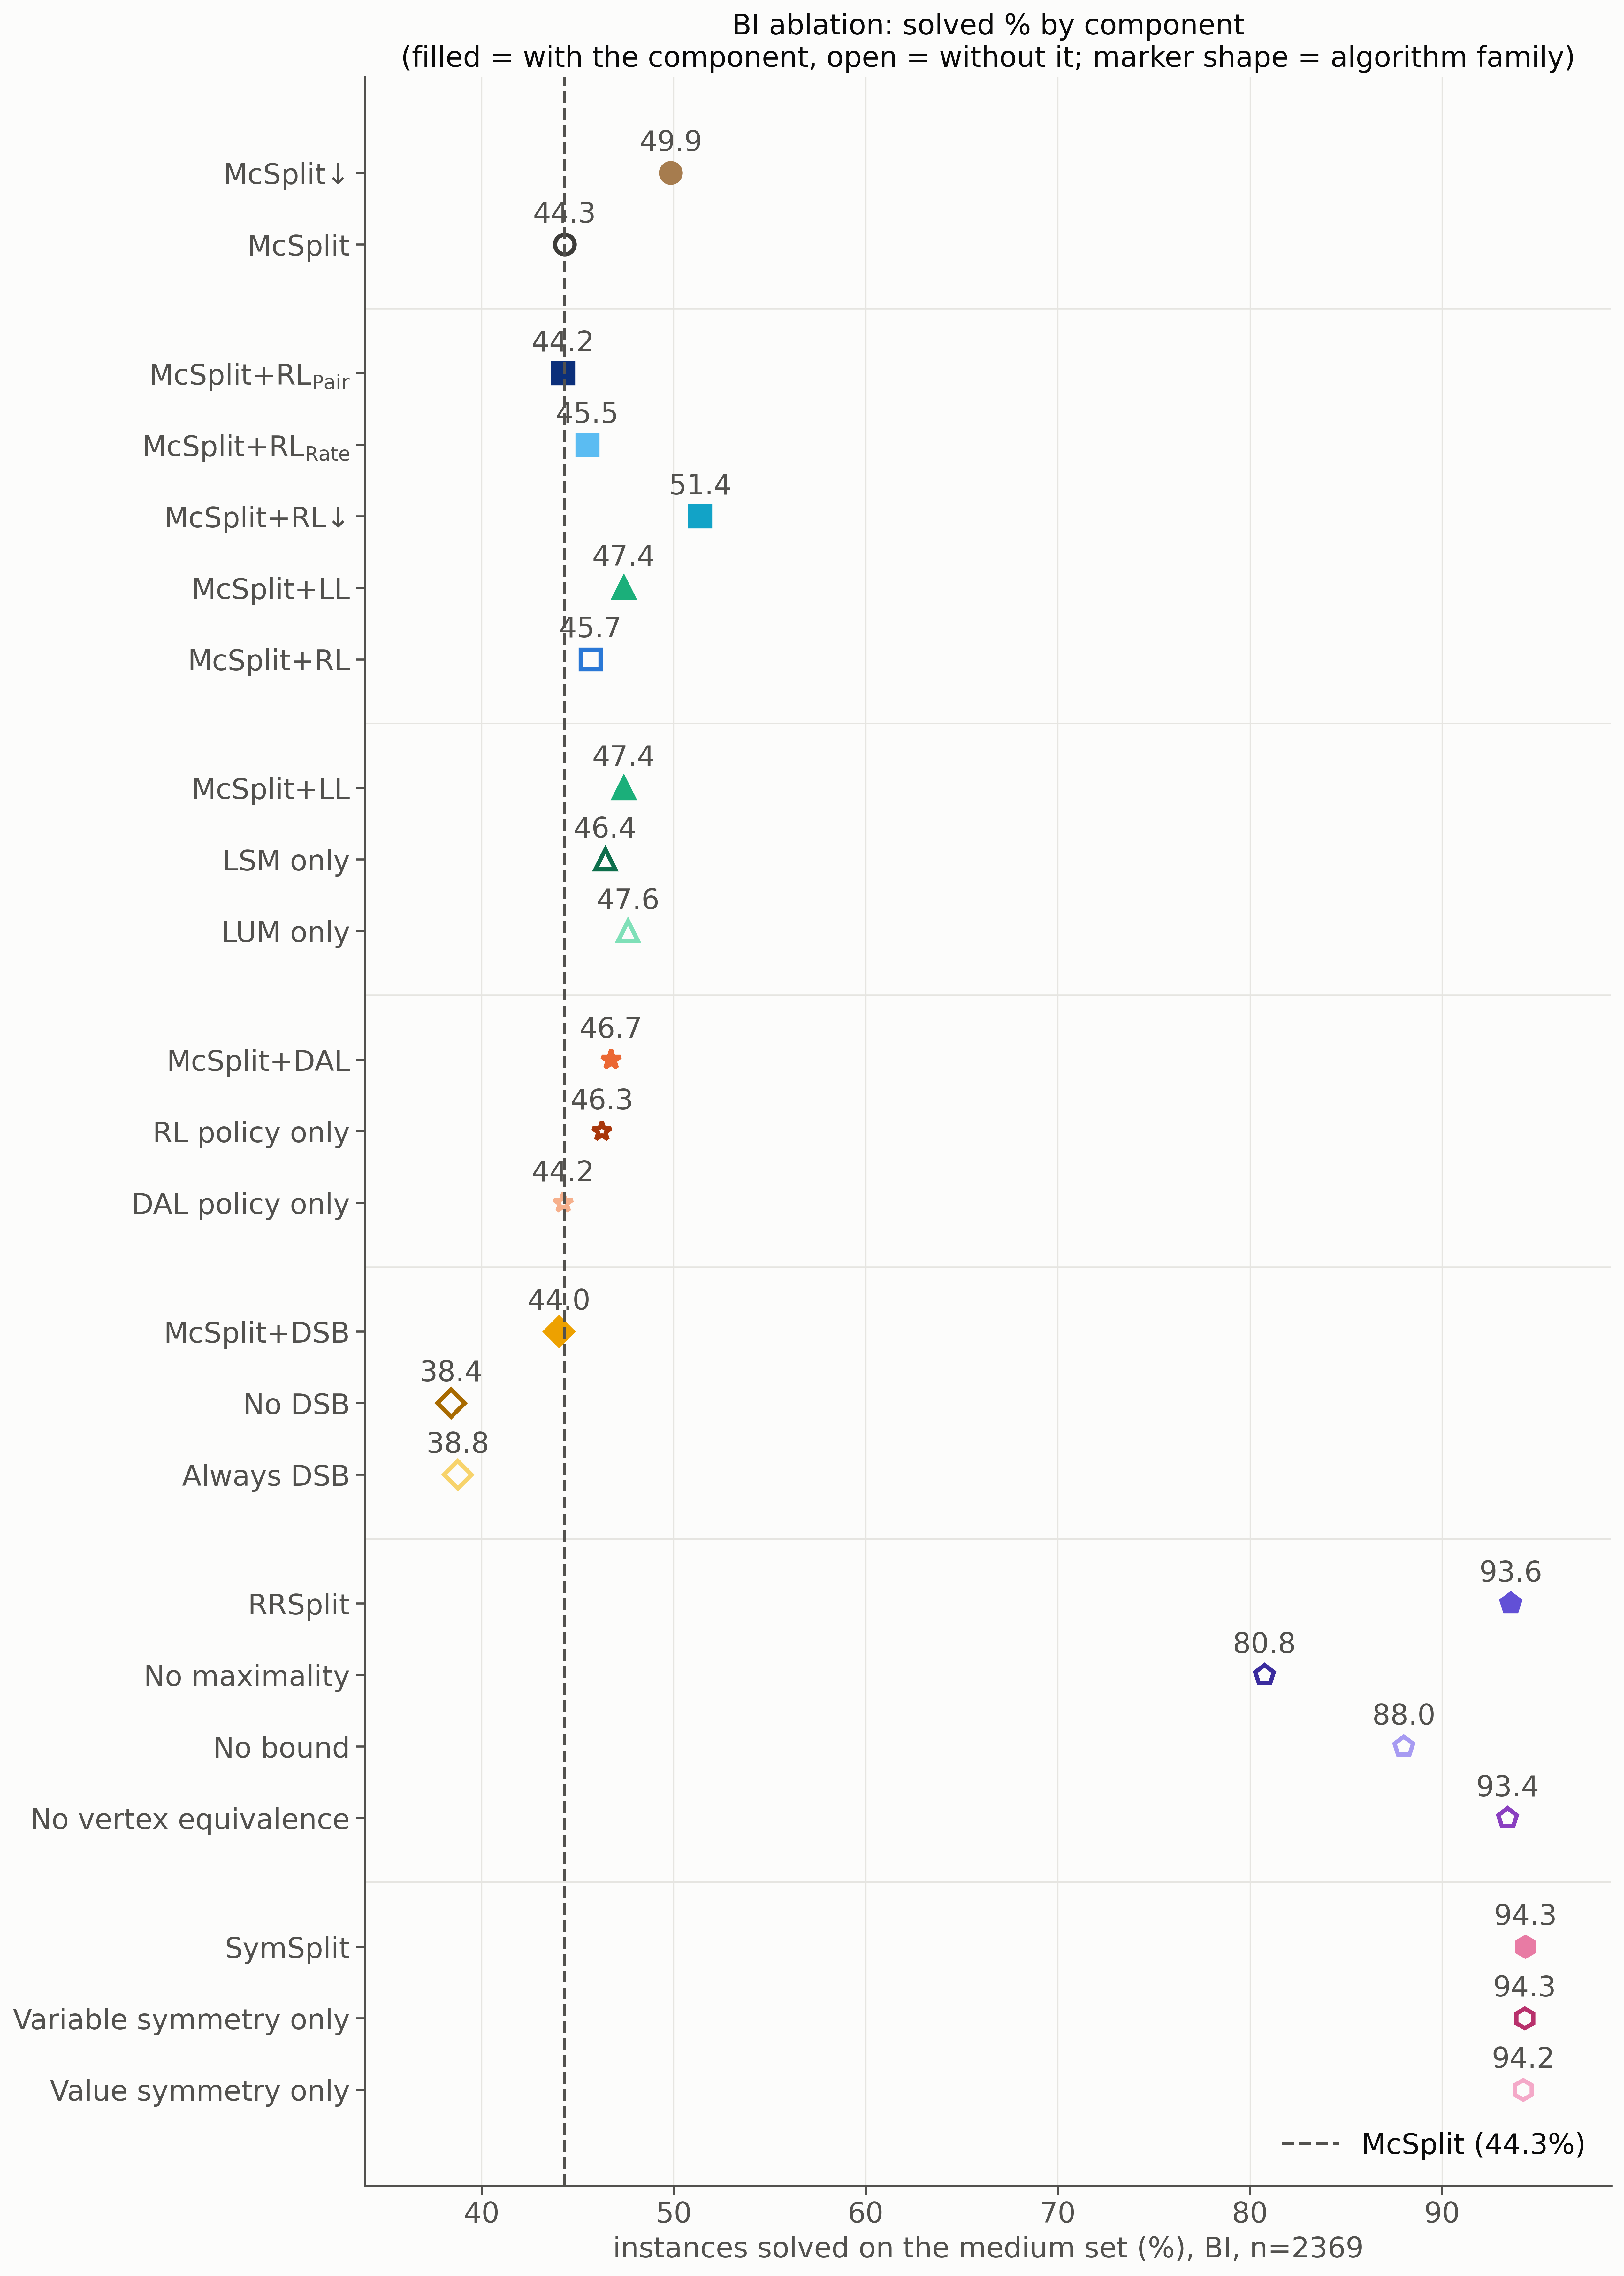 BI ablation: solved % by component
(filled = with the component, open = without it; marker shape = algorithm family)
McSplit↓ 49.9
McSplit 44.3
McSplit+RL_Pair 44.2
McSplit+RL_Rate 45.5
McSplit+RL↓ 51.4
McSplit+LL 47.4
McSplit+RL 45.7
McSplit+LL 47.4
LSM only 46.4
LUM only 47.6
McSplit+DAL 46.7
RL policy only 46.3
DAL policy only 44.2
McSplit+DSB 44.0
No DSB 38.4
Always DSB 38.8
RRSplit 93.6
No maximality 80.8
No bound 88.0
No vertex equivalence 93.4
SymSplit 94.3
Variable symmetry only 94.3
Value symmetry only 94.2
McSplit (44.3%)
40 50 60 70 80 90
instances solved on the medium set (%), BI, n=2369